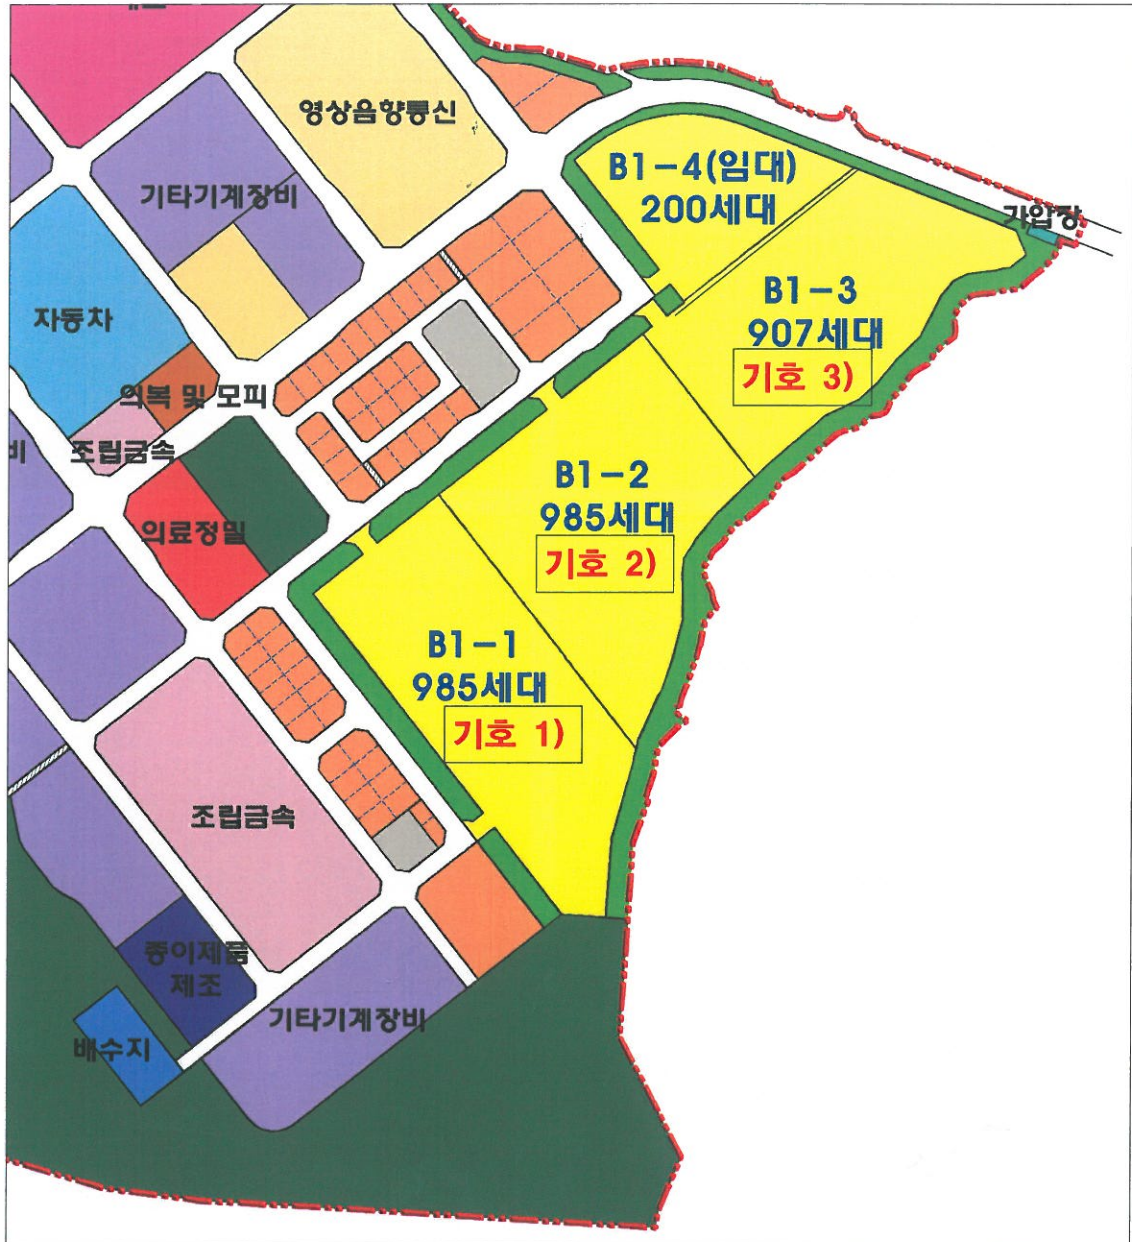 영상음향통신
B1-4(임대)
200세대
기타기계장비
가압장
B1-3
907세대
기호 3)
자동차
의복 및 모피
조립금속
비
B1-2
985세대
기호 2)
의료정밀
B1-1
985세대
기호 1)
조립금속
종이제품
제조
기타기계장비
배수지